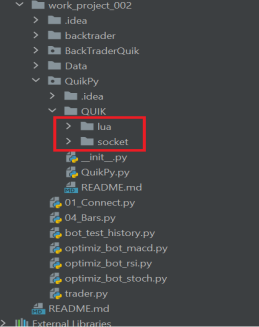 work_project_002
.idea
backtrader
BackTraderQuik
Data
QuikPy
.idea
QUIK
lua
socket
__init__.py
QuikPy.py
README.md
01_Connect.py
04_Bars.py
bot_test_history.py
optimiz_bot_macd.py
optimiz_bot_rsi.py
optimiz_bot_stoch.py
trader.py
README.md
External Libraries